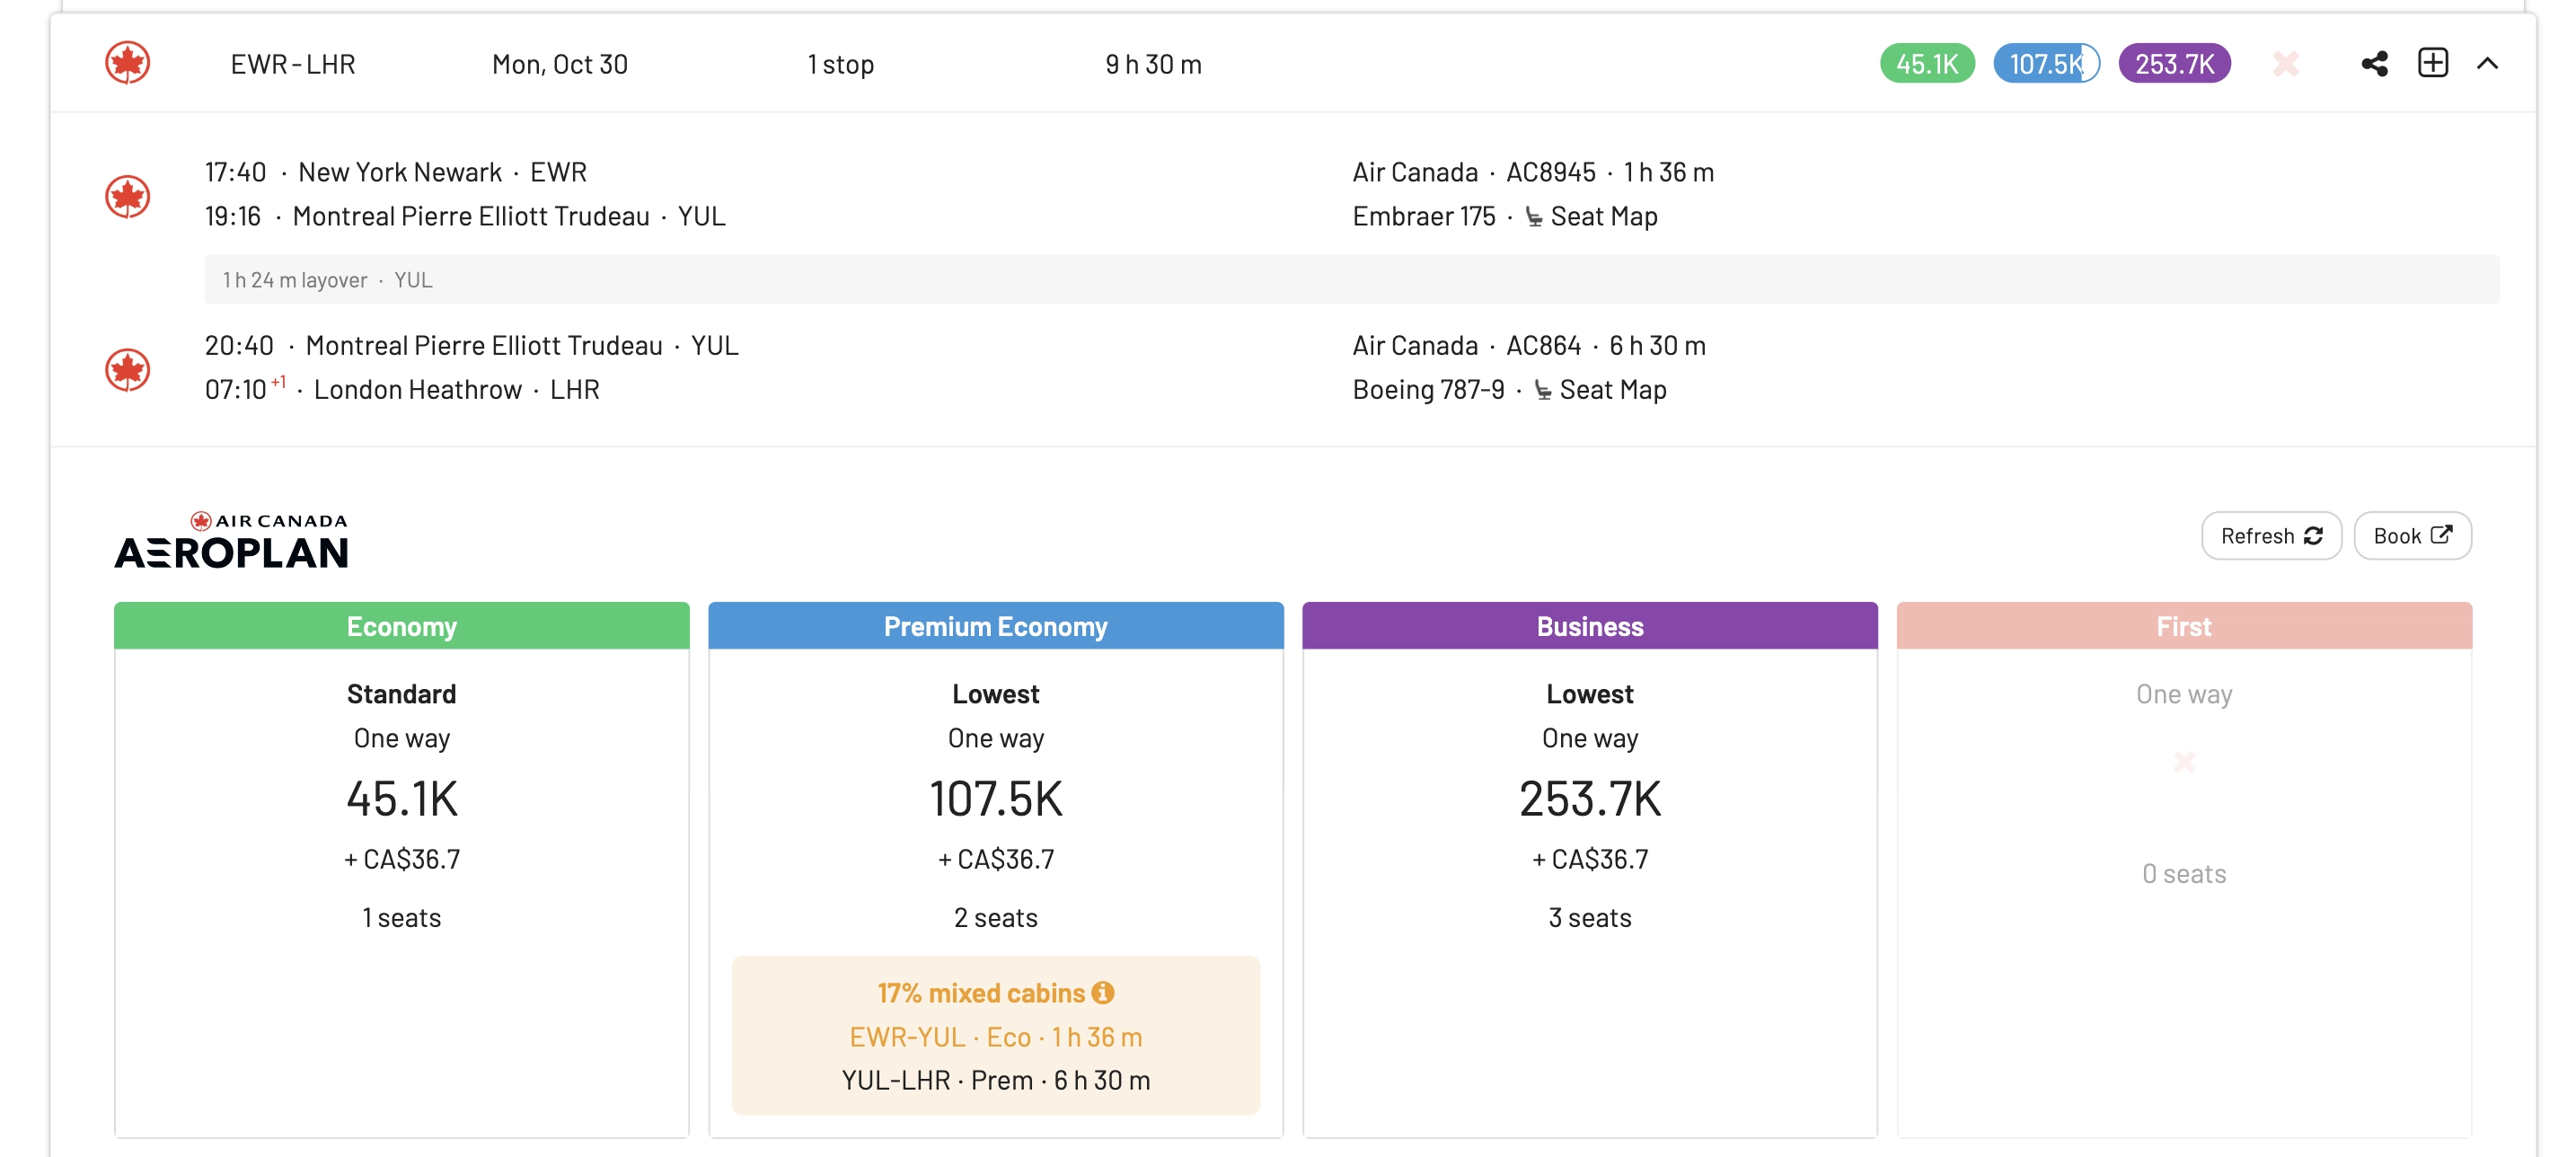 EWR-LHR Mon, Oct 30 1 stop 9 h 30 m 45.1K 107.5K 253.7K
17:40 · New York Newark · EWR Air Canada · AC8945 · 1 h 36 m
19:16 · Montreal Pierre Elliott Trudeau · YUL Embraer 175 · Seat Map
1 h 24 m layover · YUL
20:40 · Montreal Pierre Elliott Trudeau · YUL Air Canada · AC864 · 6 h 30 m
07:10 +1 · London Heathrow · LHR Boeing 787-9 · Seat Map
AIR CANADA
AEROPLAN
Refresh Book
Economy
Standard
One way
45.1K
+ CA$36.7
1 seats
Premium Economy
Lowest
One way
107.5K
+ CA$36.7
2 seats
17% mixed cabins
EWR-YUL · Eco · 1 h 36 m
YUL-LHR · Prem · 6 h 30 m
Business
Lowest
One way
253.7K
+ CA$36.7
3 seats
First
One way
0 seats